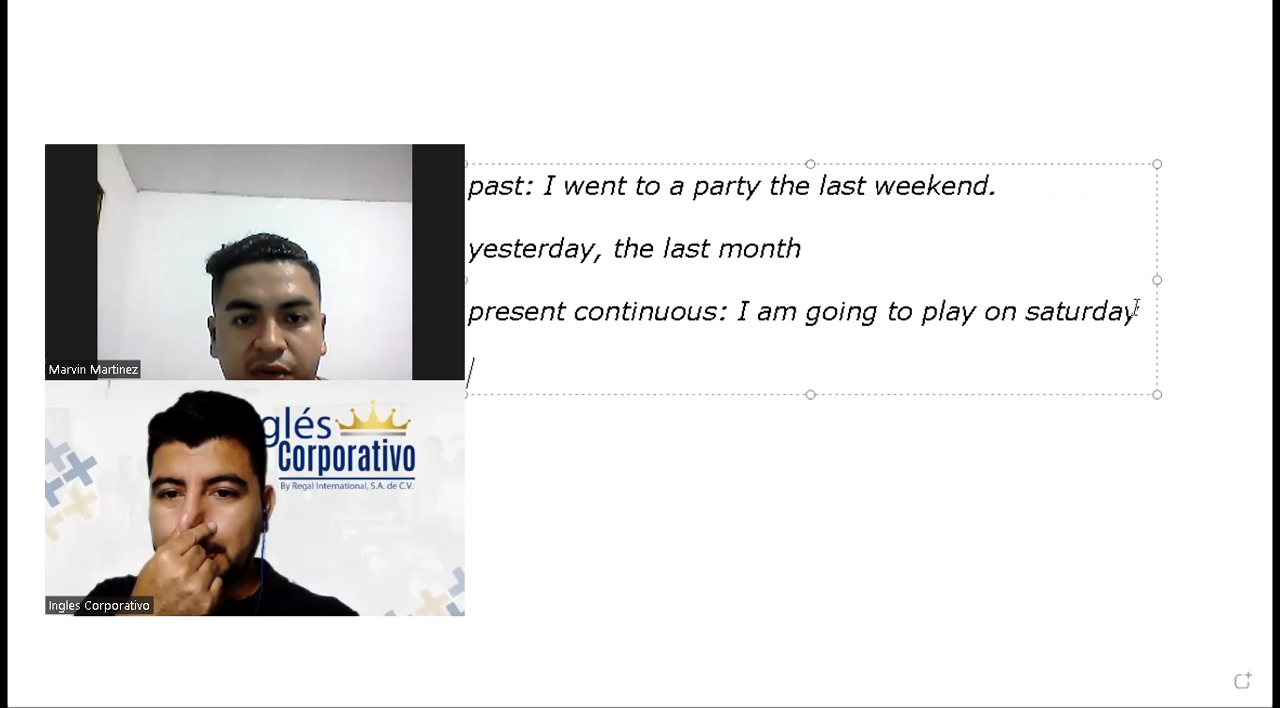 past: I went to a party the last weekend.
yesterday, the last month
present continuous: I am going to play on saturday
Marvin Martinez
glés
Corporativo
By Regal International, S.A. de C.V.
Ingles Corporativo